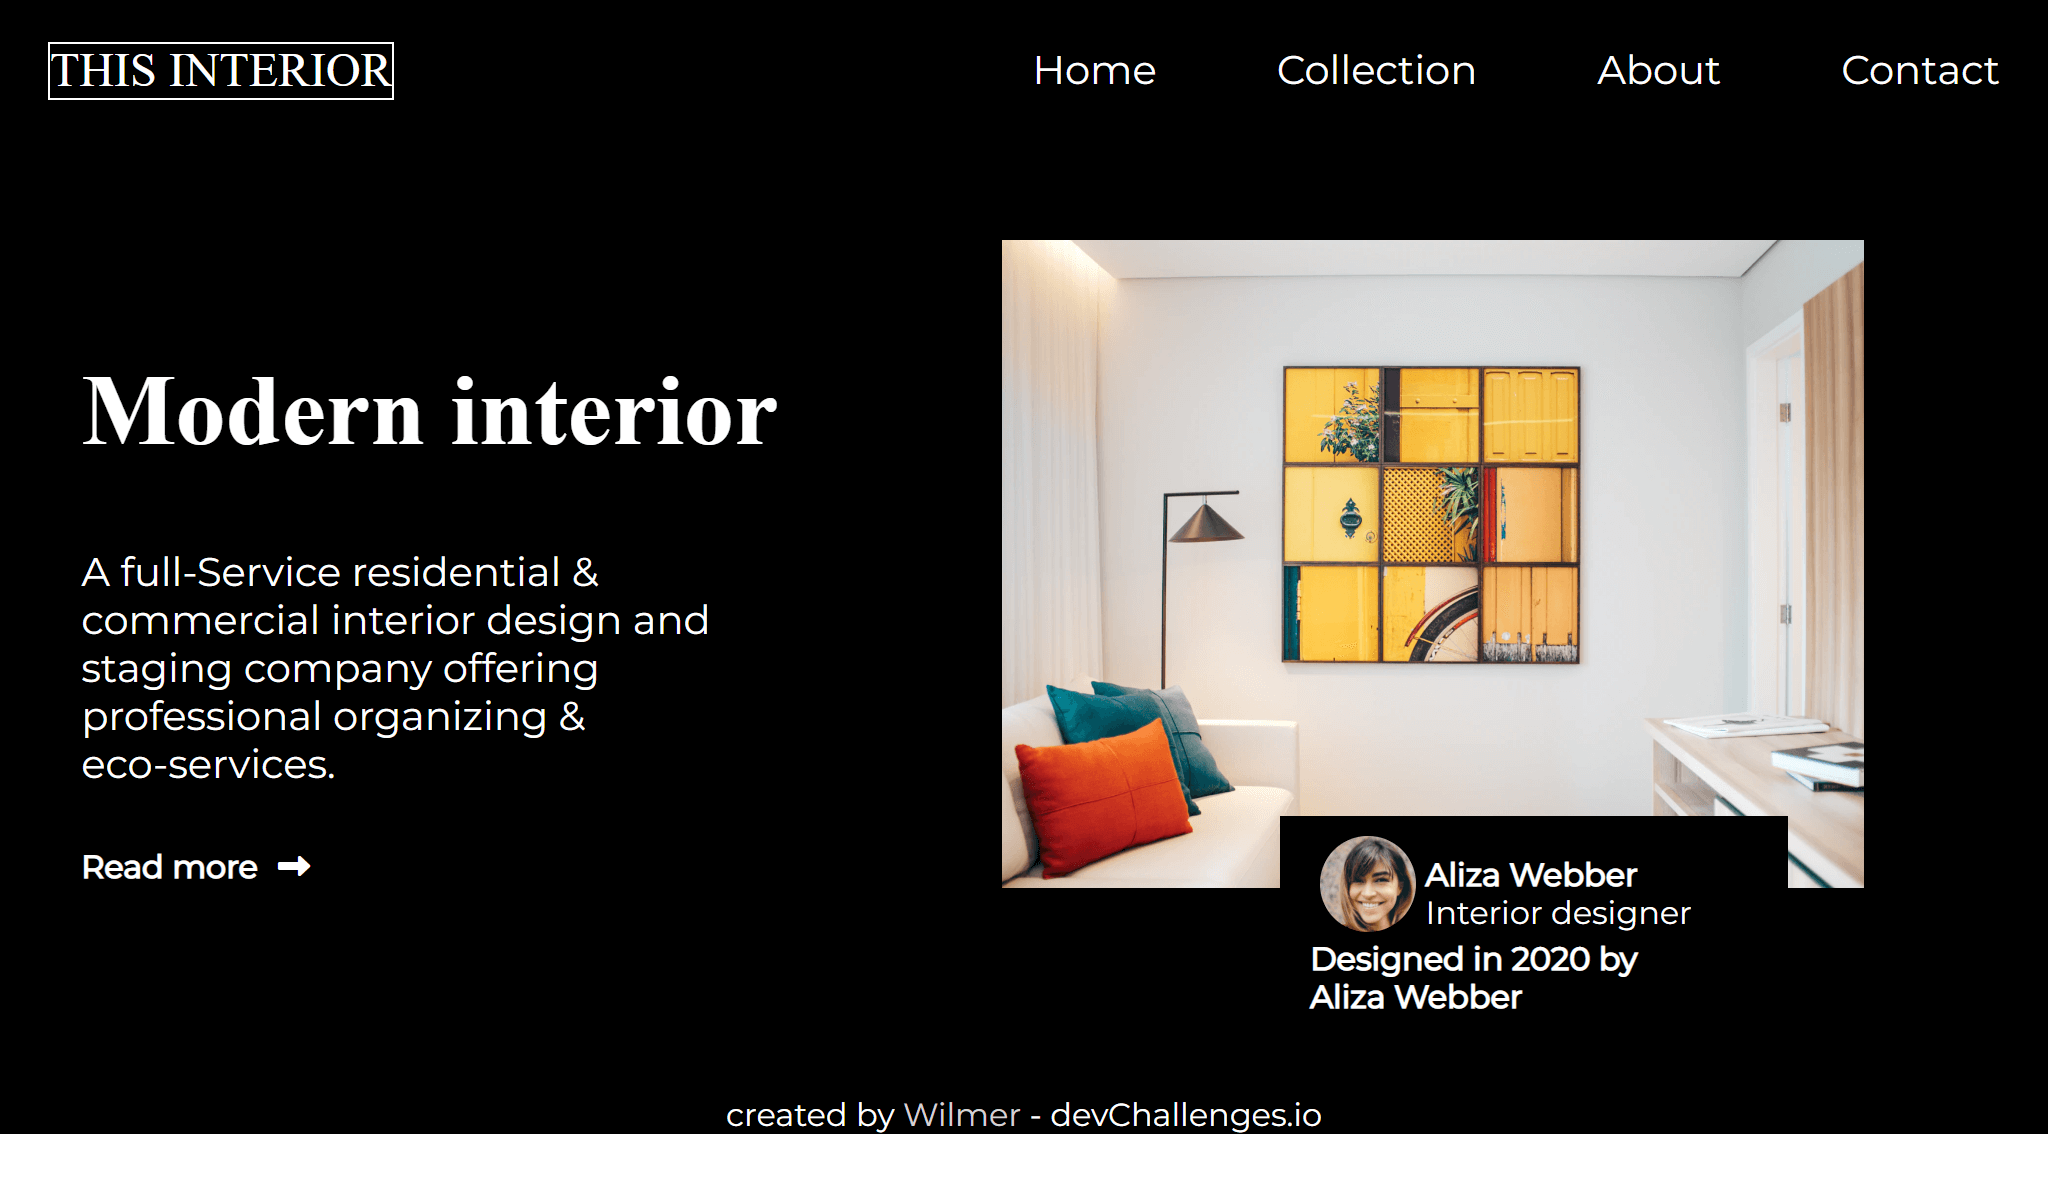 THIS INTERIOR
Home
Collection
About
Contact
Modern interior
A full-Service residential &
commercial interior design and
staging company offering
professional organizing &
eco-services.
Read more
Aliza Webber
Interior designer
Designed in 2020 by
Aliza Webber
created by Wilmer - devChallenges.io